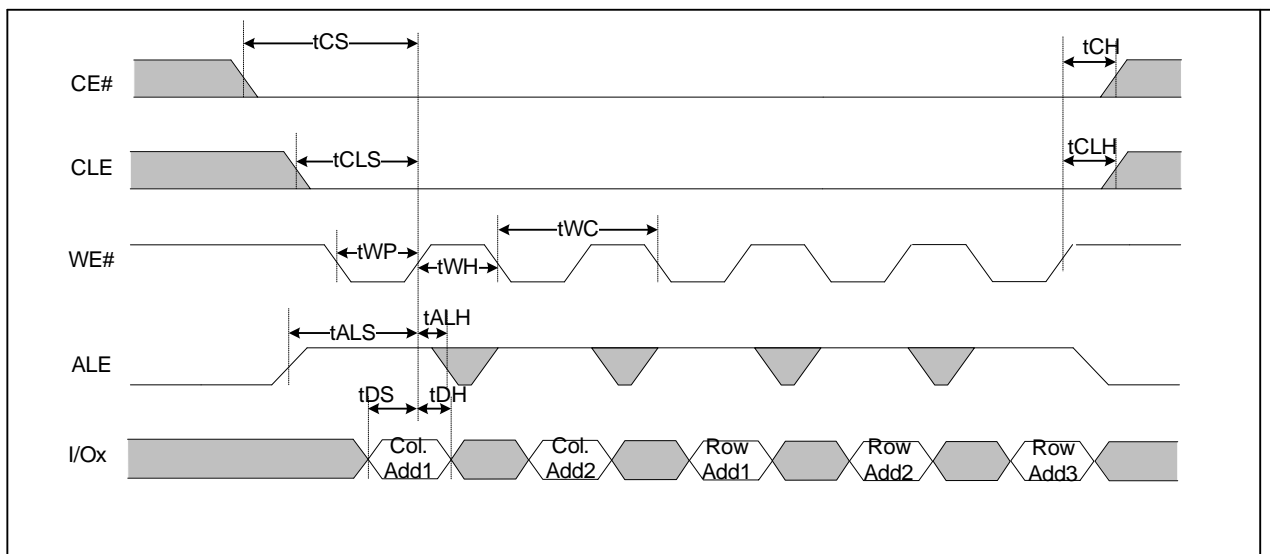 tCS
tCH
CE#
tCLS
tCLH
CLE
tWC
tWP
tWH
WE#
tALH
tALS
ALE
tDS
tDH
I/Ox
Col.
Add1
Col.
Add2
Row
Add1
Row
Add2
Row
Add3